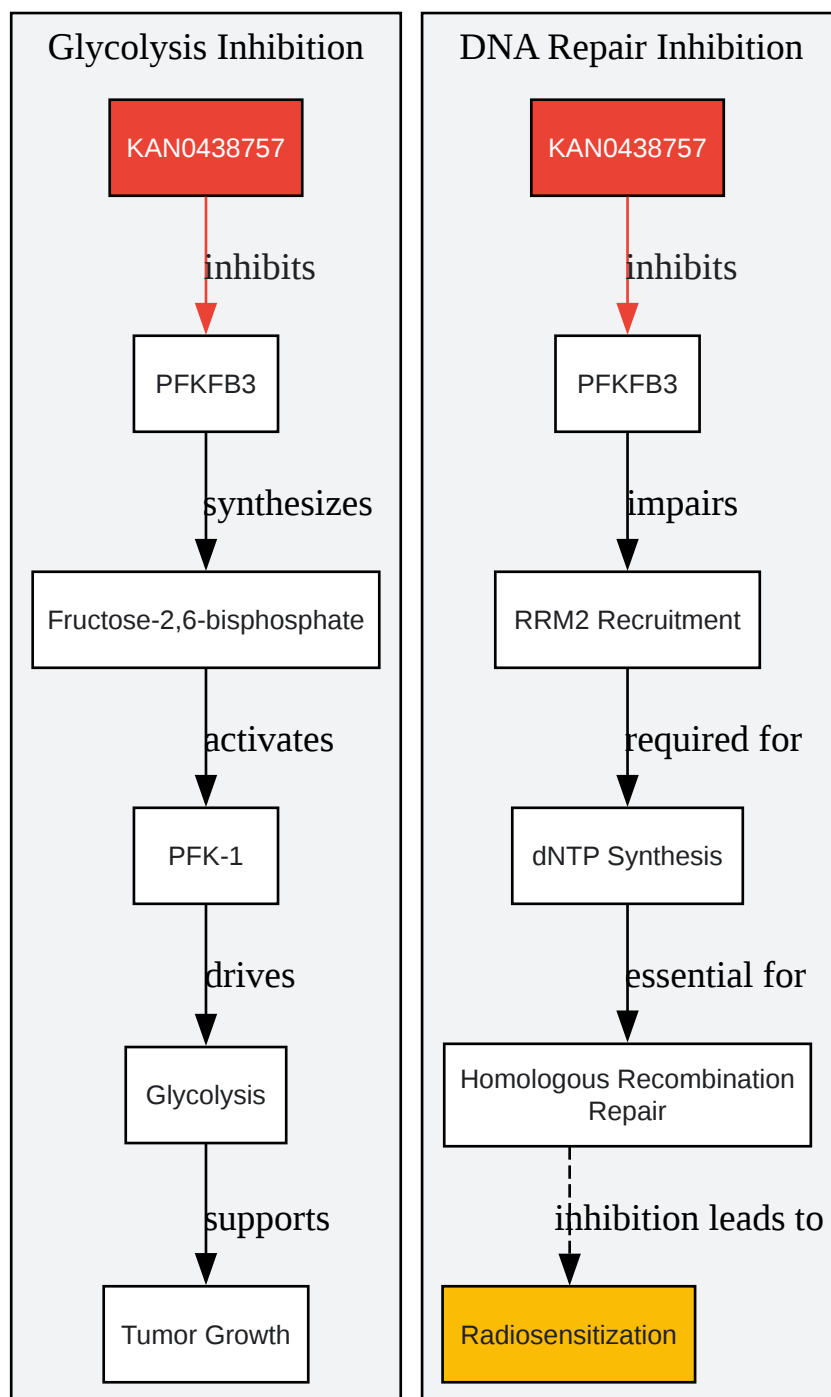 Glycolysis Inhibition
KAN0438757
inhibits
PFKFB3
synthesizes
Fructose-2,6-bisphosphate
activates
PFK-1
drives
Glycolysis
supports
Tumor Growth
DNA Repair Inhibition
KAN0438757
inhibits
PFKFB3
impairs
RRM2 Recruitment
required for
dNTP Synthesis
essential for
Homologous Recombination
Repair
inhibition leads to
Radiosensitization